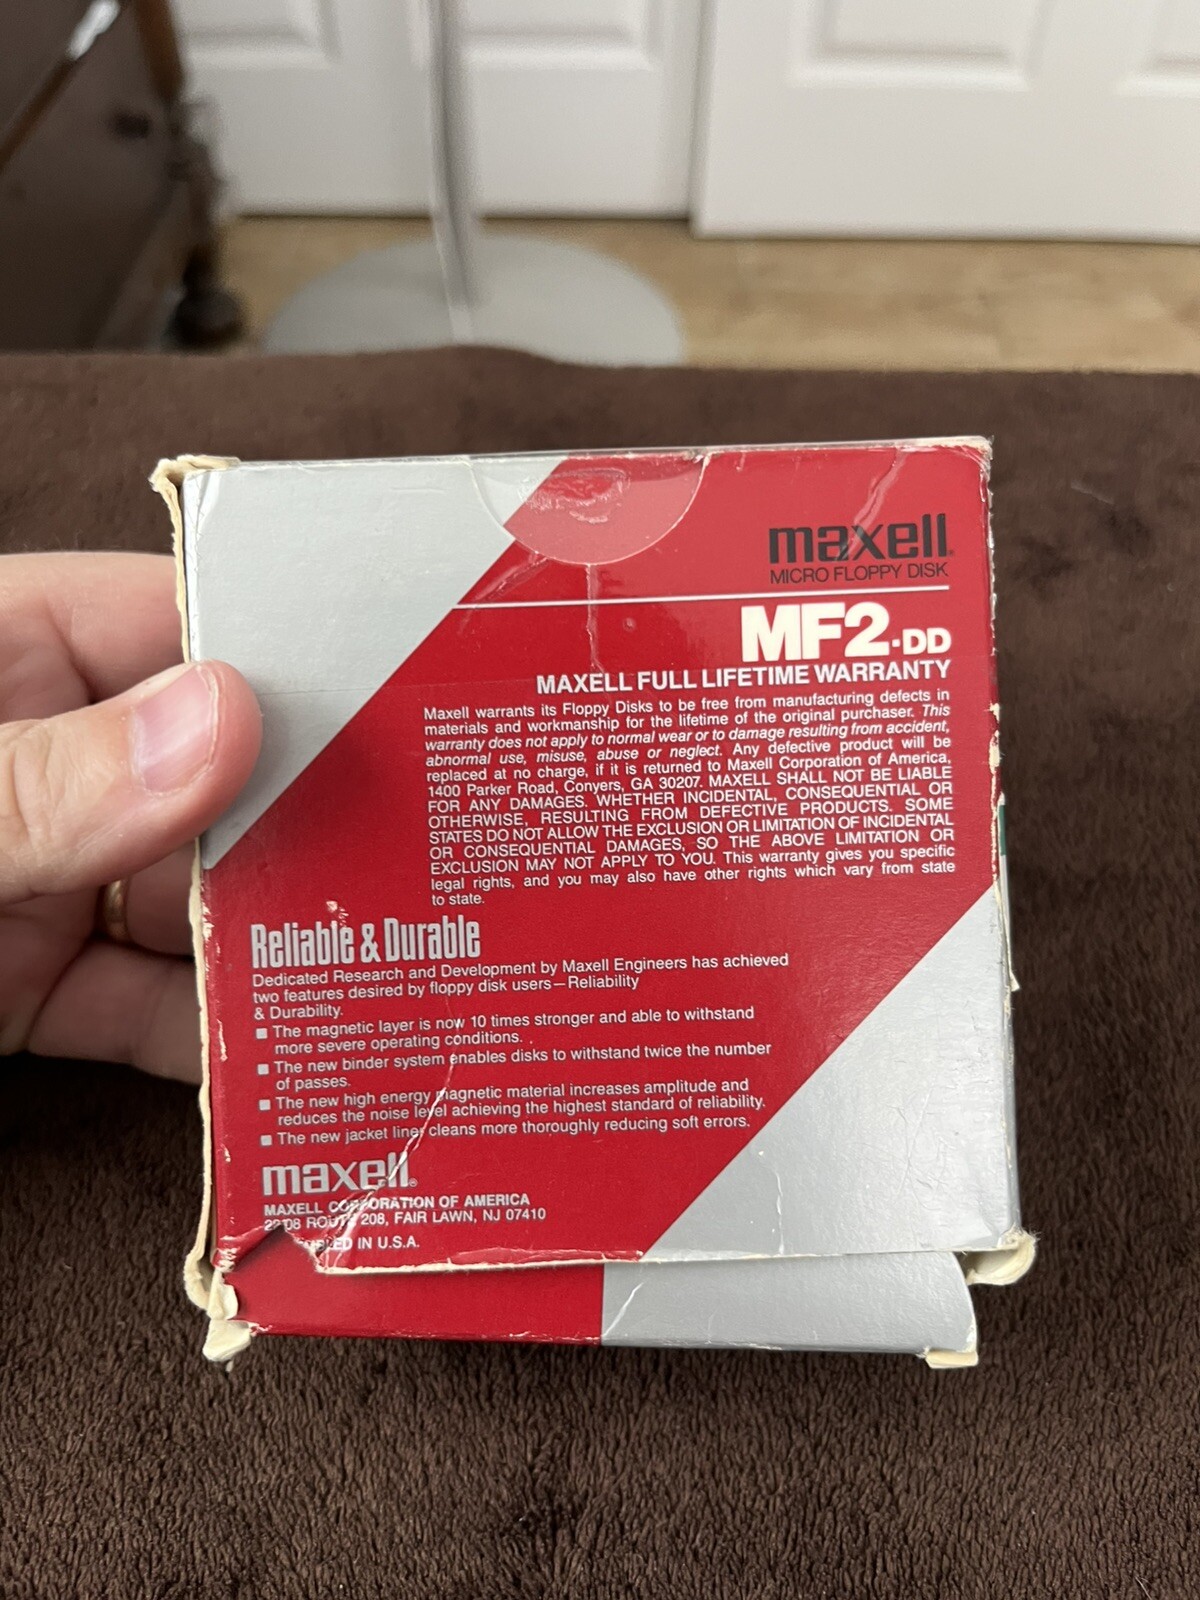 maxell
MICRO FLOPPY DISK
MF2-DD
MAXELL FULL LIFETIME WARRANTY
Maxell warrants its Floppy Disks to be free from manufacturing defects in
materials and workmanship for the lifetime of the original purchaser. This
warranty does not apply to normal wear or to damage resulting from accident,
abnormal use, misuse, abuse or neglect. Any defective product will be
replaced at no charge, if it is returned to Maxell Corporation of America,
1400 Parker Road, Conyers, GA 30207. MAXELL SHALL NOT BE LIABLE
FOR ANY DAMAGES. WHETHER INCIDENTAL, CONSEQUENTIAL OR
OTHERWISE, RESULTING FROM DEFECTIVE PRODUCTS. SOME
STATES DO NOT ALLOW THE EXCLUSION OR LIMITATION OF INCIDENTAL
OR CONSEQUENTIAL DAMAGES, SO THE ABOVE LIMITATION OR
EXCLUSION MAY NOT APPLY TO YOU. This warranty gives you specific
legal rights, and you may also have other rights which vary from state
to state.
Reliable & Durable
Dedicated Research and Development by Maxell Engineers has achieved
two features desired by floppy disk users—Reliability
& Durability.
■ The magnetic layer is now 10 times stronger and able to withstand
more severe operating conditions.
■ The new binder system enables disks to withstand twice the number
of passes.
■ The new high energy magnetic material increases amplitude and
reduces the noise level achieving the highest standard of reliability.
■ The new jacket liner cleans more thoroughly reducing soft errors.
maxell®
MAXELL CORPORATION OF AMERICA
ROUTE 208, FAIR LAWN, NJ 07410
IN U.S.A.